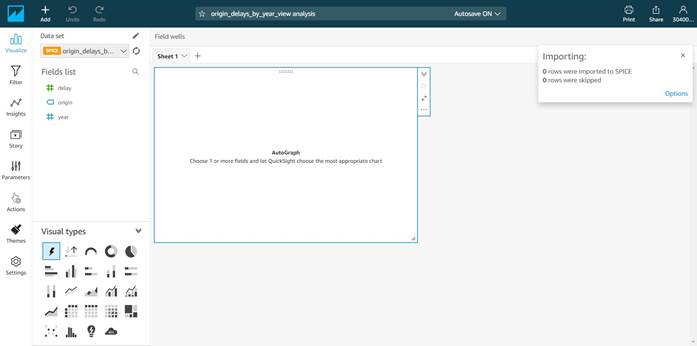 Add
Undo
Redo
origin_delays_by_year_view analysis
Autosave ON
Print
Share
30400...
Visualize
Filter
Insights
Story
Parameters
Actions
Themes
Settings
Data set
SPICE origin_delays_b...
Fields list
delay
origin
year
Visual types
Field wells
Sheet 1
AutoGraph
Choose 1 or more fields and let QuickSight choose the most appropriate chart
Importing:
0 rows were imported to SPICE
0 rows were skipped
Options